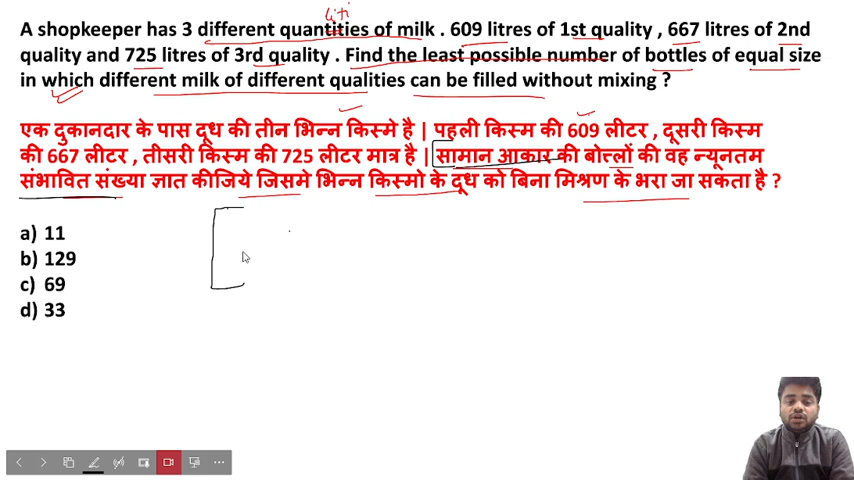 liti
A shopkeeper has 3 different quantities of milk . 609 litres of 1st quality , 667 litres of 2nd
quality and 725 litres of 3rd quality . Find the least possible number of bottles of equal size
in which different milk of different qualities can be filled without mixing ?
एक दुकानदार के पास दूध की तीन भिन्न किस्मे है | पहली किस्म की 609 लीटर , दूसरी किस्म
की 667 लीटर , तीसरी किस्म की 725 लीटर मात्र है | सामान आकार की बोत्लों की वह न्यूनतम
संभावित संख्या ज्ञात कीजिये जिसमे भिन्न किस्मो के दूध को बिना मिश्रण के भरा जा सकता है ?
a) 11
b) 129
c) 69
d) 33